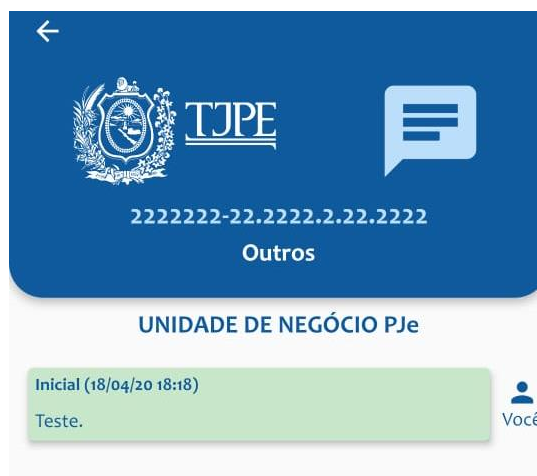 TJPE
2222222-22.2222.2.22.2222
Outros
UNIDADE DE NEGÓCIO PJe
Inicial (18/04/20 18:18)
Teste.
Você